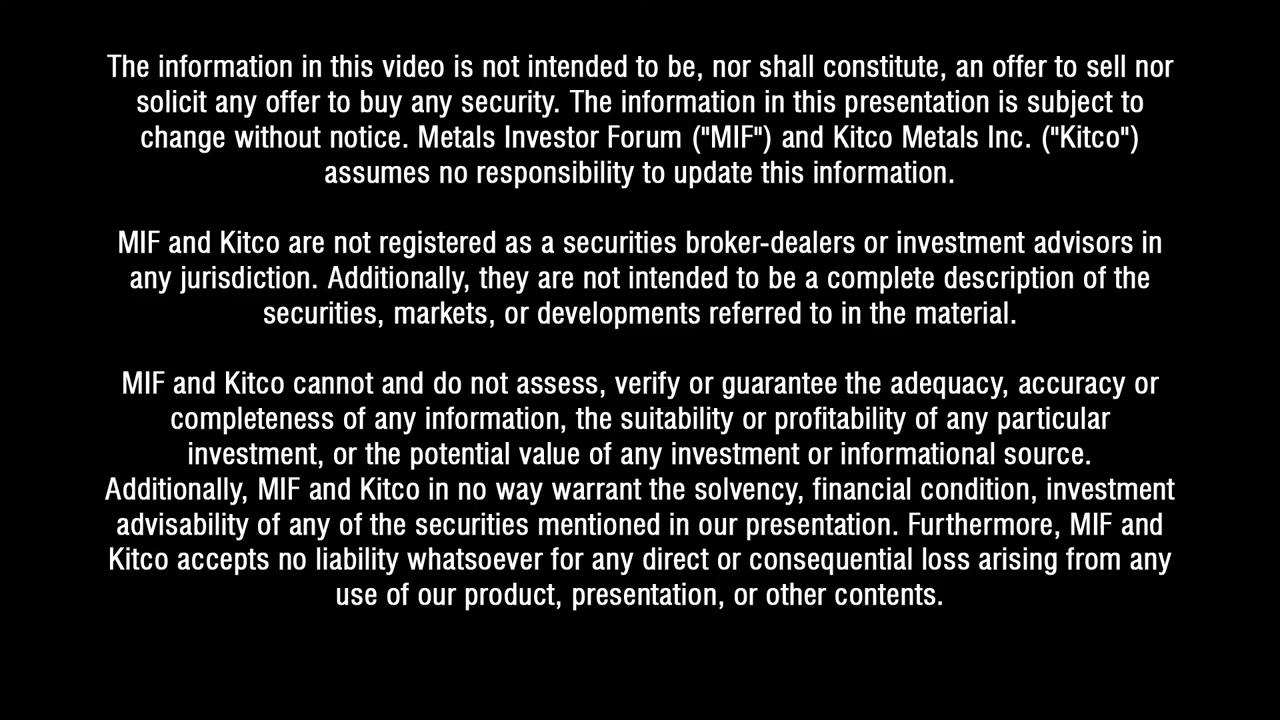 The information in this video is not intended to be, nor shall constitute, an offer to sell nor
solicit any offer to buy any security. The information in this presentation is subject to
change without notice. Metals Investor Forum ("MIF") and Kitco Metals Inc. ("Kitco")
assumes no responsibility to update this information.
MIF and Kitco are not registered as a securities broker-dealers or investment advisors in
any jurisdiction. Additionally, they are not intended to be a complete description of the
securities, markets, or developments referred to in the material.
MIF and Kitco cannot and do not assess, verify or guarantee the adequacy, accuracy or
completeness of any information, the suitability or profitability of any particular
investment, or the potential value of any investment or informational source.
Additionally, MIF and Kitco in no way warrant the solvency, financial condition, investment
advisability of any of the securities mentioned in our presentation. Furthermore, MIF and
Kitco accepts no liability whatsoever for any direct or consequential loss arising from any
use of our product, presentation, or other contents.